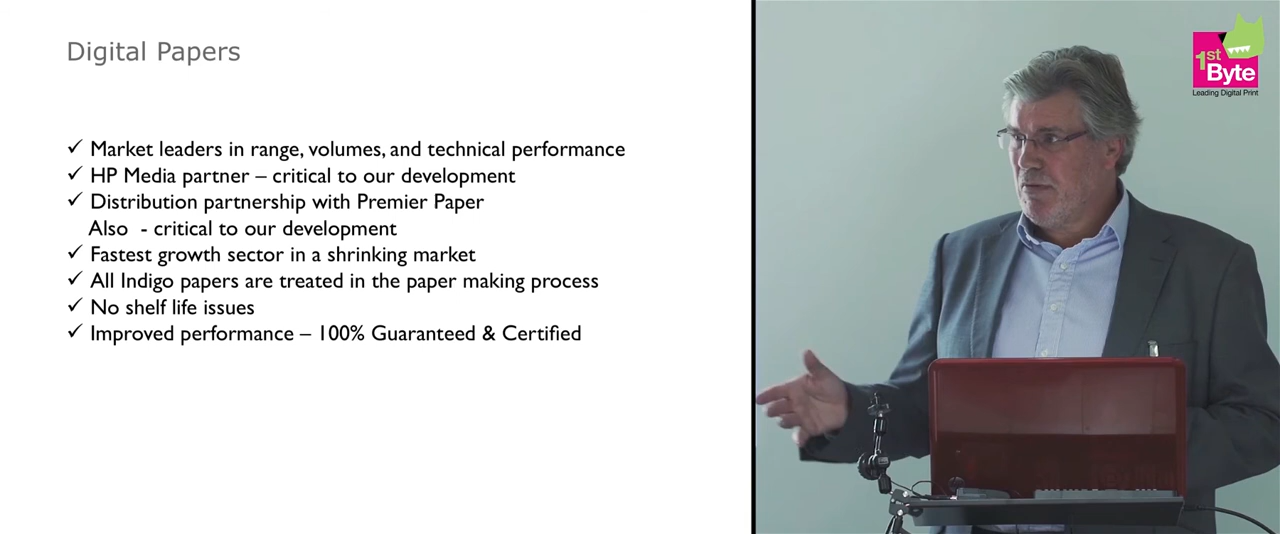 Digital Papers
✓ Market leaders in range, volumes, and technical performance
✓ HP Media partner – critical to our development
✓ Distribution partnership with Premier Paper
Also - critical to our development
✓ Fastest growth sector in a shrinking market
✓ All Indigo papers are treated in the paper making process
✓ No shelf life issues
✓ Improved performance – 100% Guaranteed & Certified
1st
Byte
Leading Digital Print